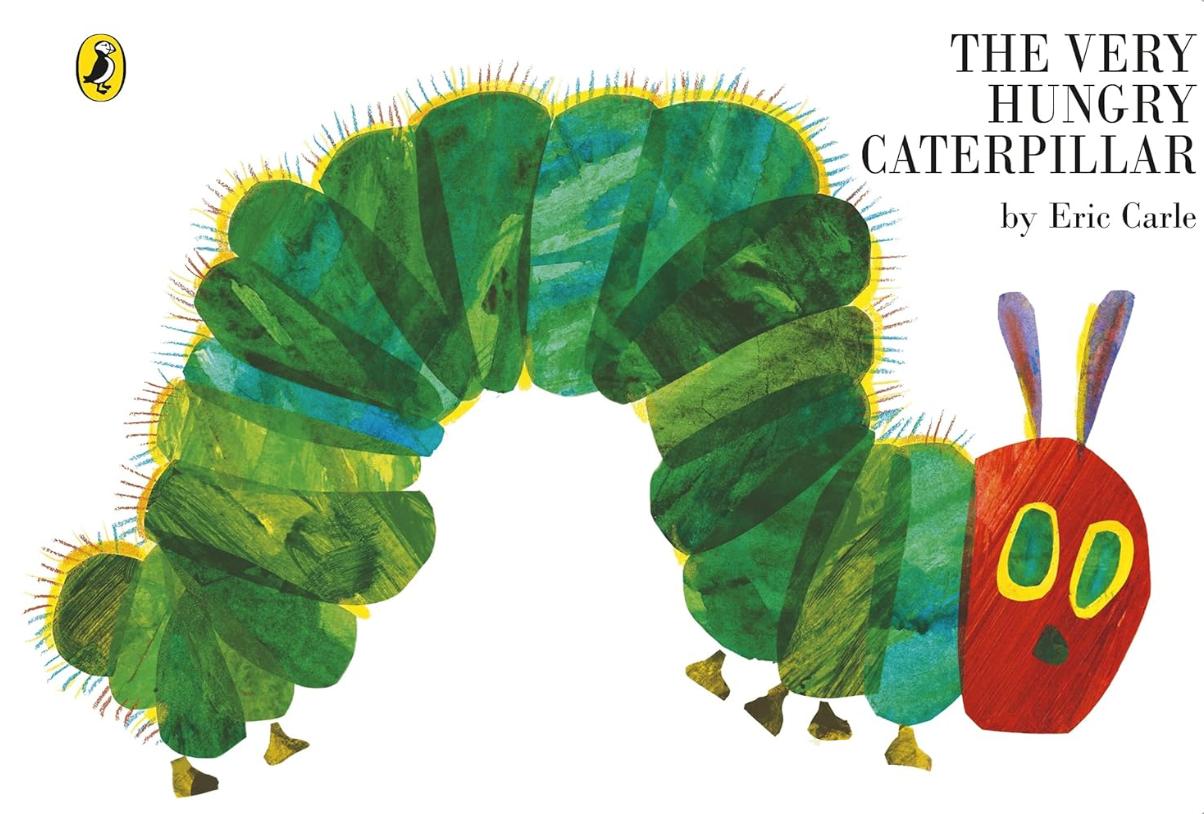 THE VERY
HUNGRY
CATERPILLAR
by Eric Carle